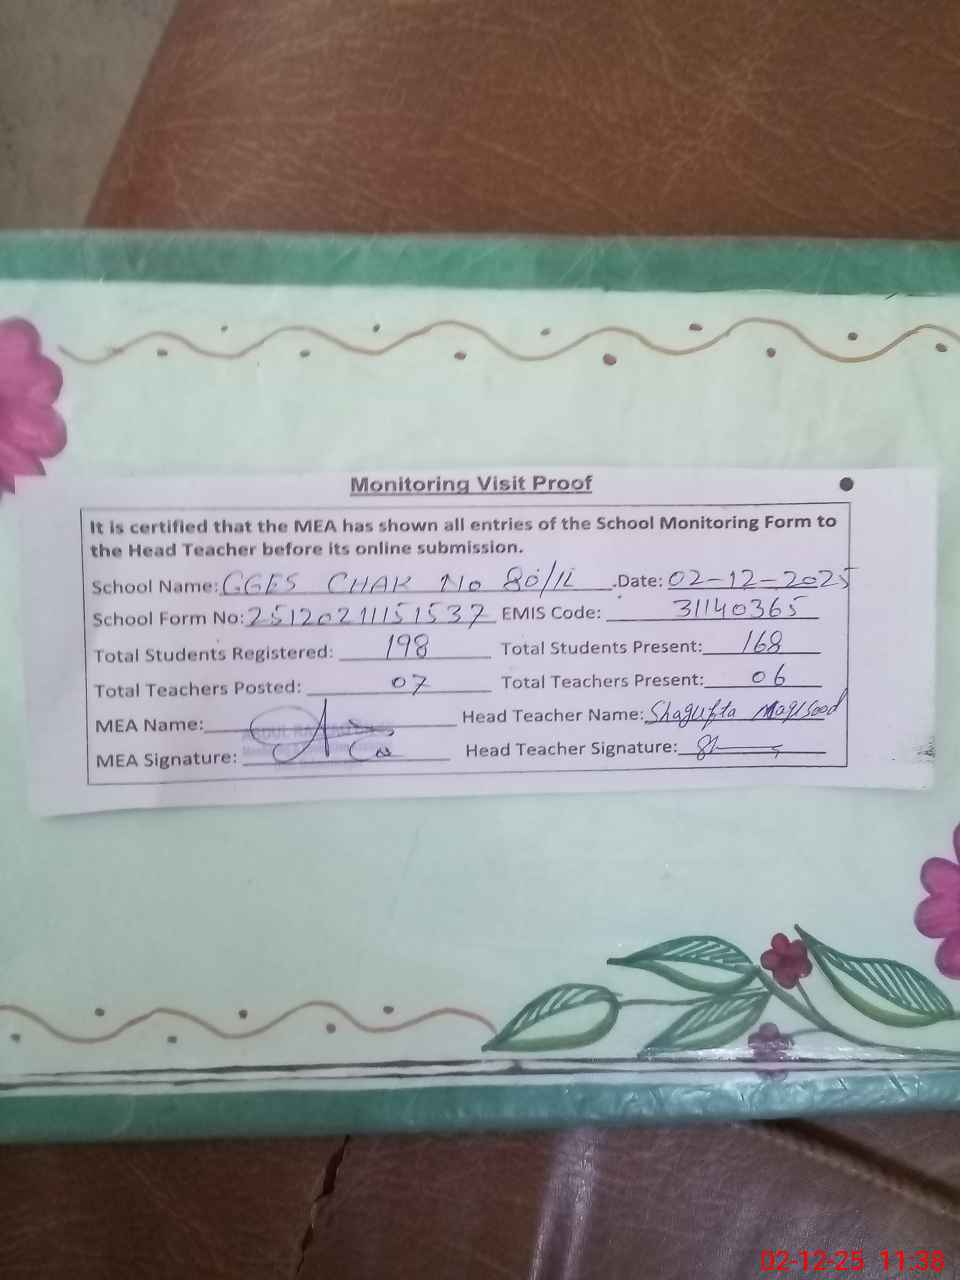 Monitoring Visit Proof
It is certified that the MEA has shown all entries of the School Monitoring Form to
the Head Teacher before its online submission.
School Name: GGES CHAK No 80/12 .Date: 02-12-2025
School Form No: 25120211151537 EMIS Code: 31140365
Total Students Registered: 198 Total Students Present: 168
Total Teachers Posted: 07 Total Teachers Present: 06
MEA Name: Head Teacher Name: Shagufta Maqsood
MEA Signature: Head Teacher Signature:
02-12-25 11:38